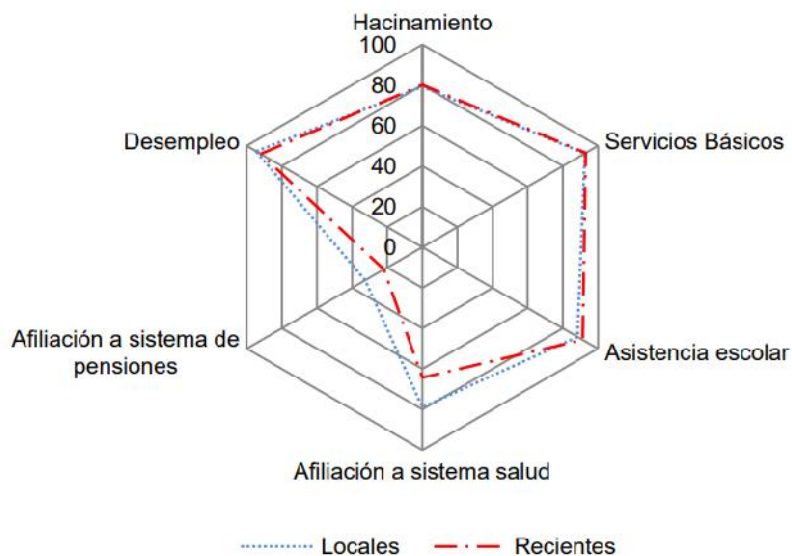 Hacinamiento
100
80
60
40
20
0
Desempleo
Servicios Básicos
Afiliación a sistema de
pensiones
Asistencia escolar
Afiliación a sistema salud
Locales
Recientes